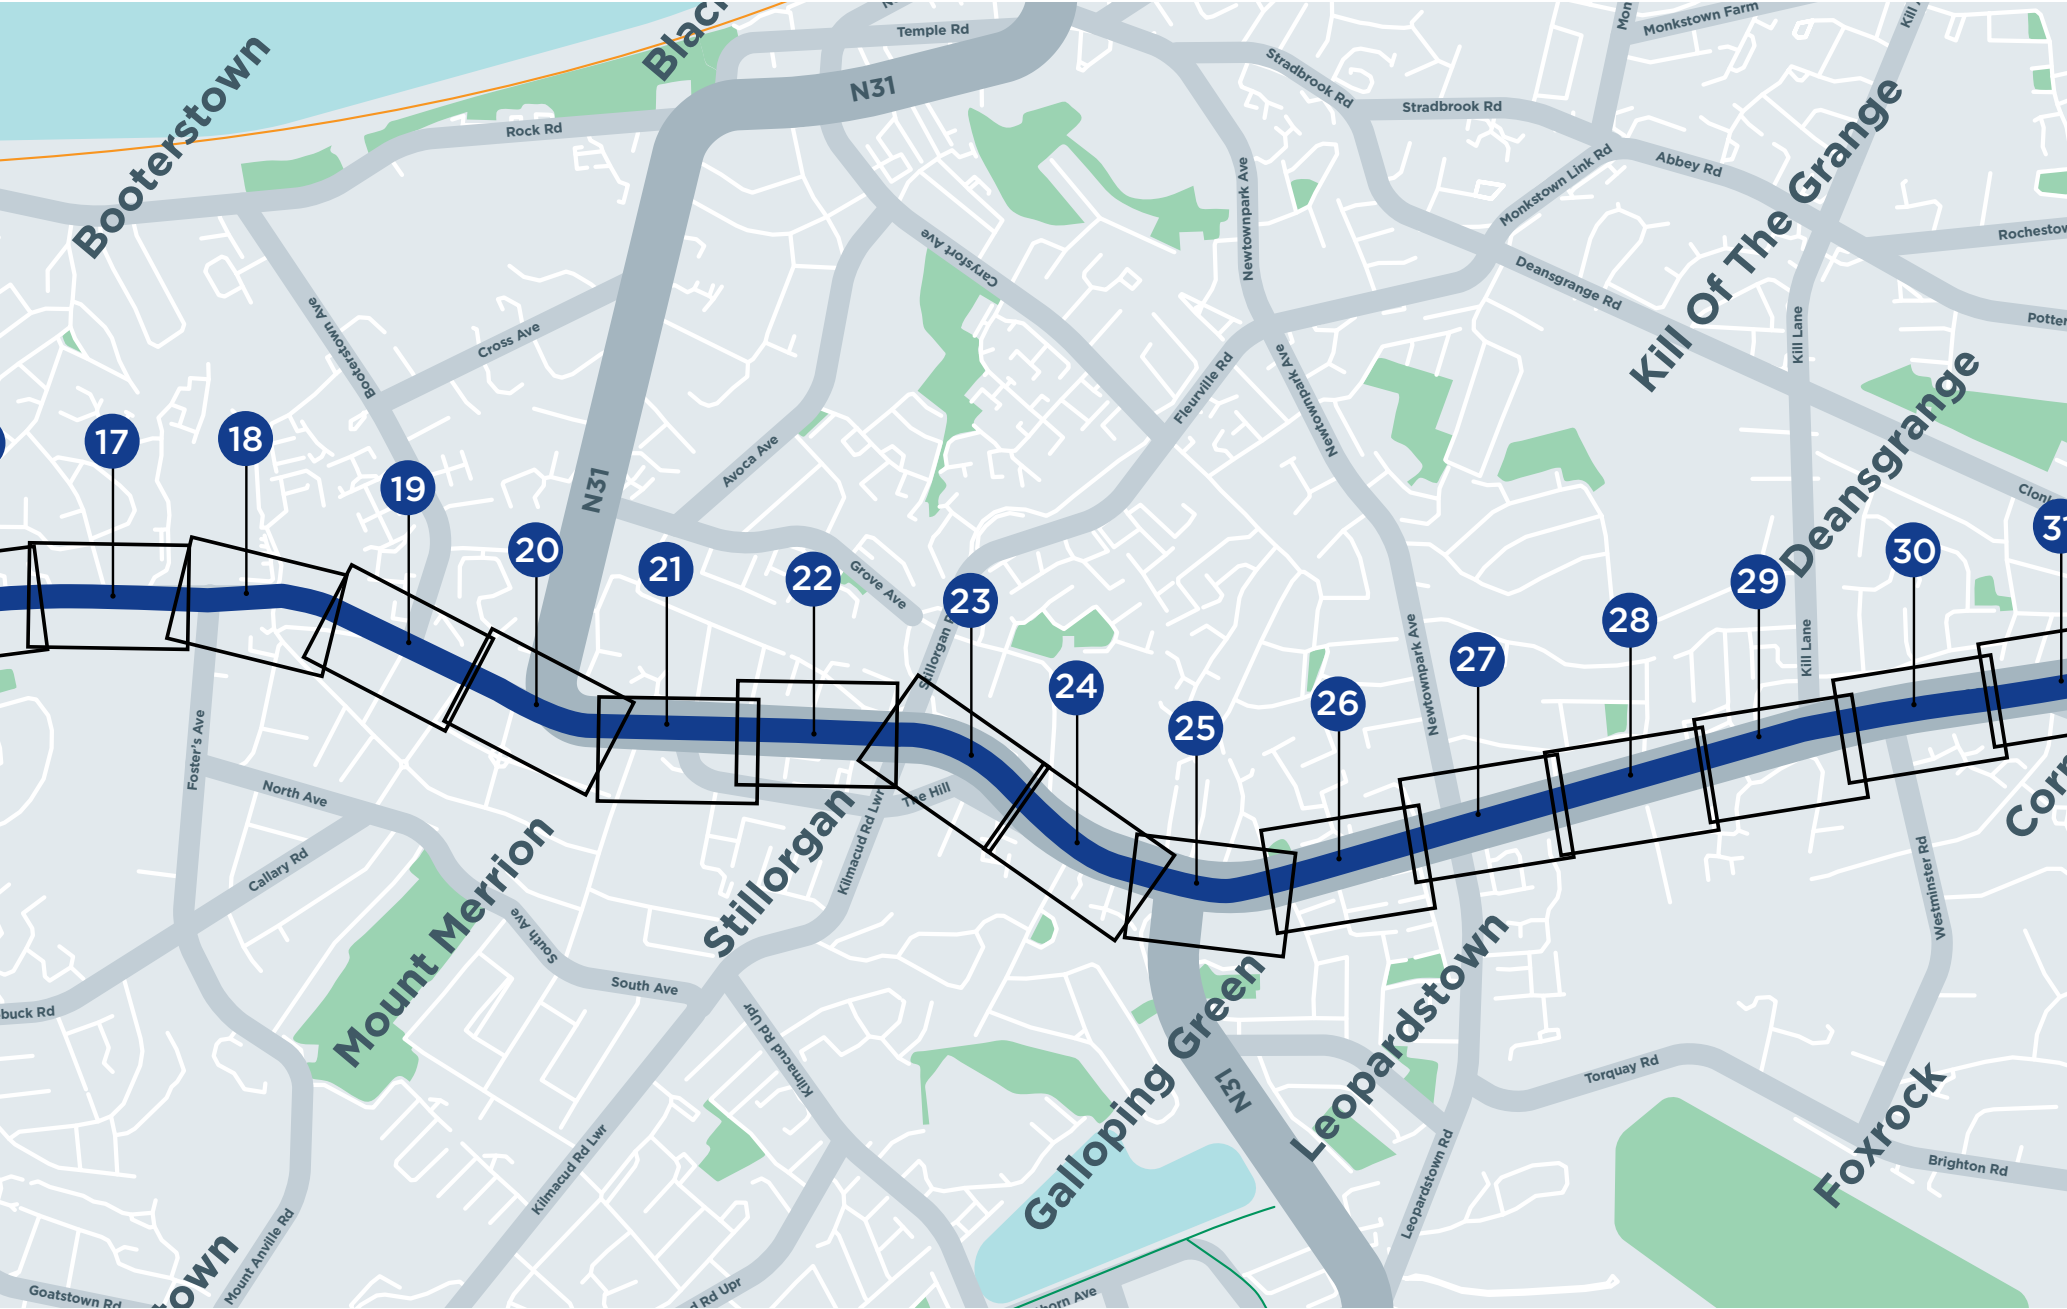 Temple Rd
Monkstown Farm
N31
Stradbrook Rd
Stradbrook Rd
Booterstown
Rock Rd
Abbey Rd
Monkstown Link Rd
Kill Of The Grange
Newtownpark Ave
Carysfort Ave
Deansgrange Rd
Booterstown Ave
Cross Ave
Kill Lane
Fleurville Rd
Newtownpark Ave
Deansgrange
Avoca Ave
N31
17
18
19
20
21
22
23
24
25
26
27
28
29
30
31
Grove Ave
Kill Lane
Newtownpark Ave
Foster's Ave
North Ave
The Hill
Kilmacud Rd Lwr
Stillorgan
Mount Merrion
Callary Rd
South Ave
South Ave
Westminster Rd
Leopardstown
Galloping Green
N31
Kilmacud Rd Upr
Torquay Rd
Foxrock
Brighton Rd
Kilmacud Rd Lwr
Leopardstown Rd
Mount Anville Rd
Goatstown Rd